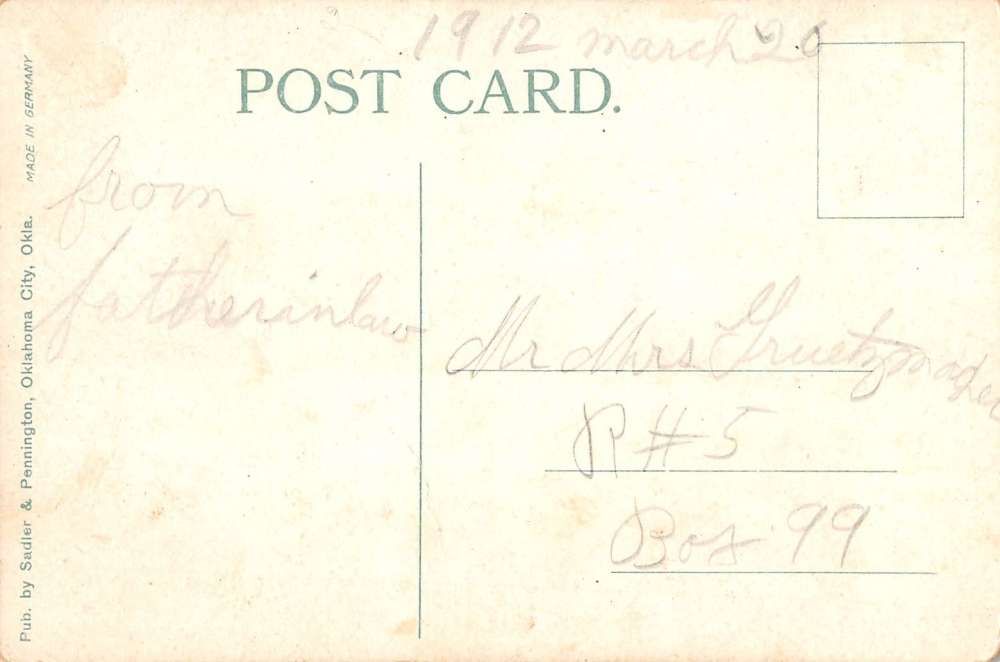 1912 march 20
POST CARD.
from
fatherinlaw
Mr Mrs Gruetzmacher
R # 5
Box 99
Pub. by Sadler & Pennington, Oklahoma City, Okla. MADE IN GERMANY